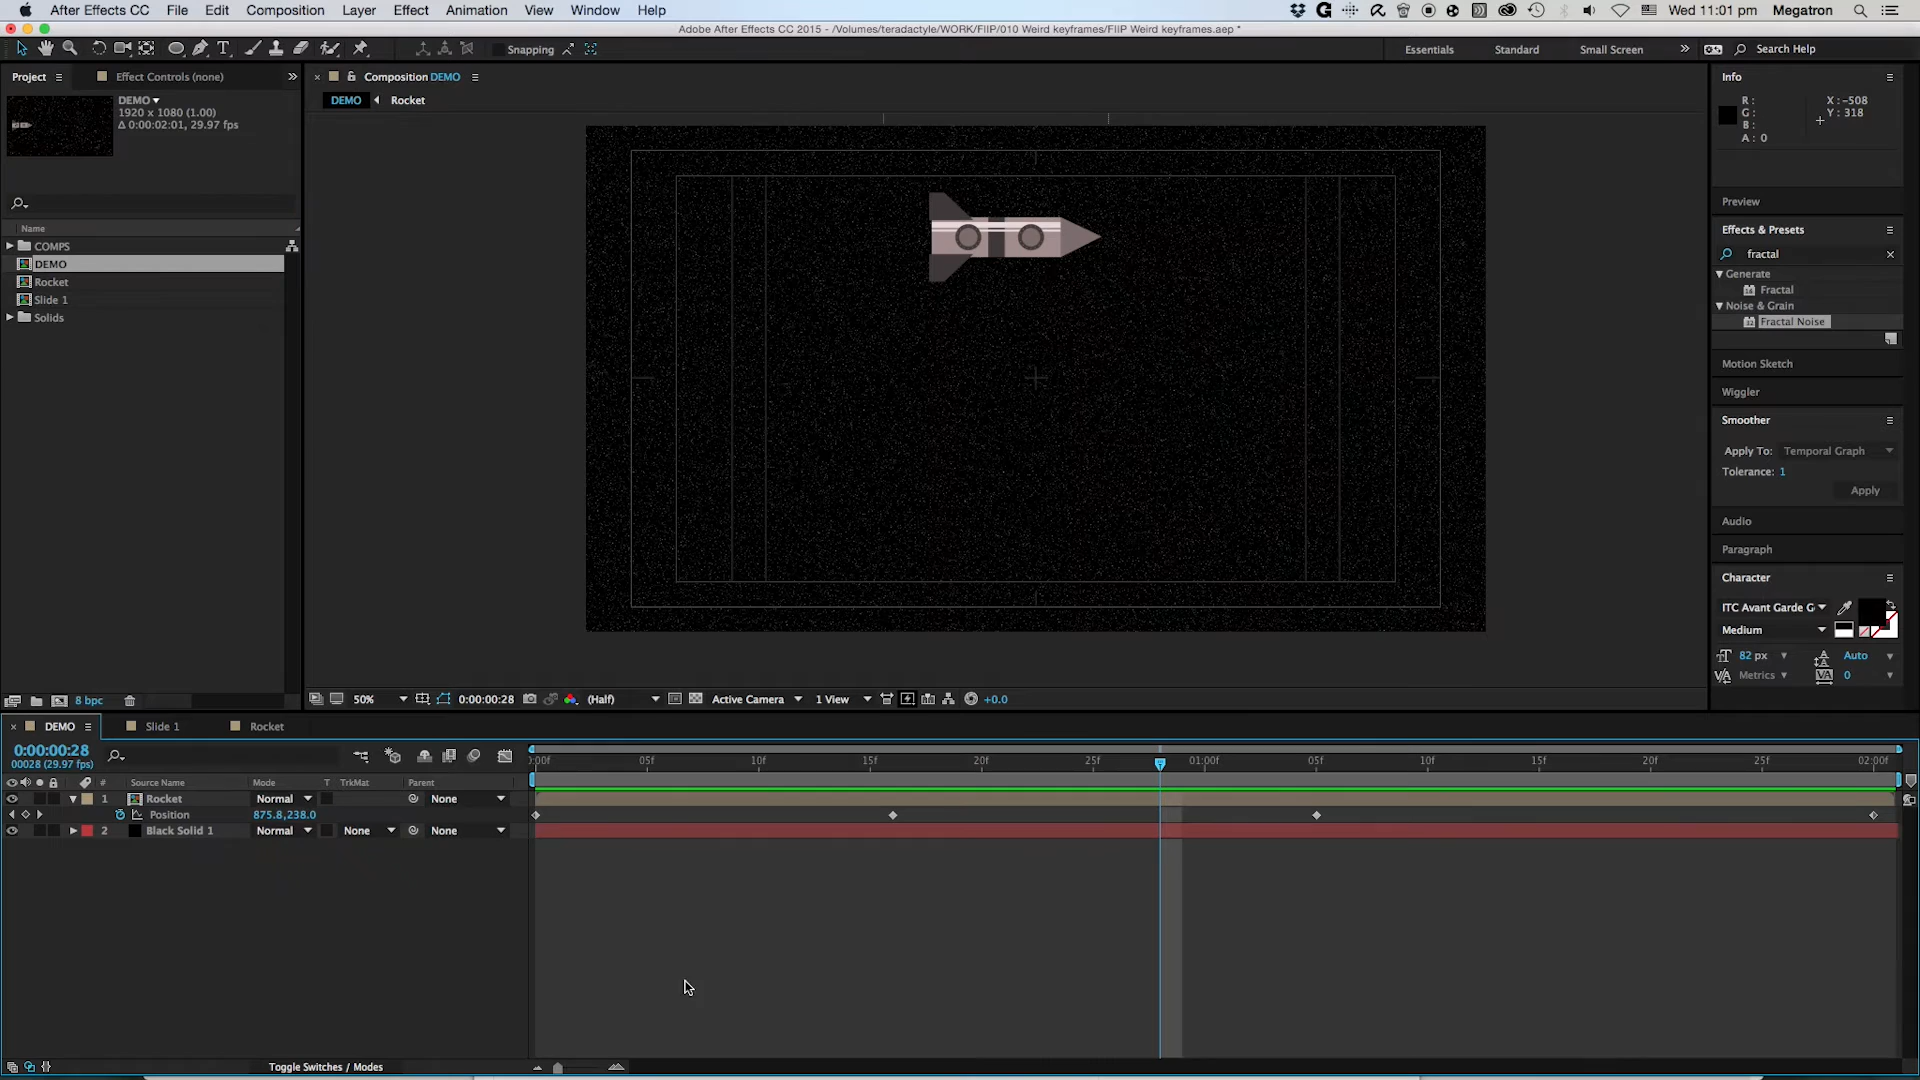 After Effects CC File Edit Composition Layer Effect Animation View Window Help Wed 11:01 pm Megatron
Adobe After Effects CC 2015 - /Volumes/teradactyle/WORK/FIIP/010 Weird keyframes/FIIP Weird keyframes.aep *
Snapping Essentials Standard Small Screen Search Help
Project Effect Controls (none)
Composition DEMO
Info
DEMO
1920 x 1080 (1.00)
Δ 0:00:02:01, 29.97 fps
DEMO Rocket
R :
G :
B :
A : 0
X : -508
Y : 318
Preview
Effects & Presets
fractal
Generate
Fractal
Noise & Grain
Fractal Noise
Name
COMPS
DEMO
Rocket
Slide 1
Solids
Motion Sketch
Wiggler
Smoother
Apply To: Temporal Graph
Tolerance: 1
Apply
Audio
Paragraph
Character
ITC Avant Garde G
Medium
82 px Auto
Metrics 0
8 bpc
50% 0:00:00:28 (Half) Active Camera 1 View +0.0
DEMO Slide 1 Rocket
0:00:00:28
00028 (29.97 fps)
:00f 05f 10f 15f 20f 25f 01:00f 05f 10f 15f 20f 25f 02:00f
# Source Name Mode T TrkMat Parent
1 Rocket Normal None
Position 875.8,238.0
2 Black Solid 1 Normal None None
Toggle Switches / Modes